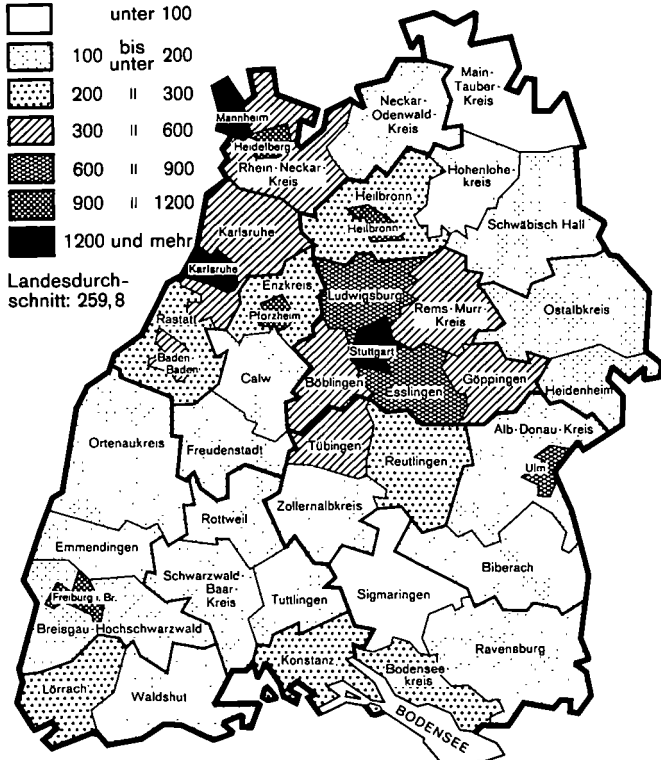 unter 100
100 bis unter 200
200 " 300
300 " 600
600 " 900
900 " 1200
1200 und mehr
Landesdurch-
schnitt: 259,8
Main-
Tauber-
Kreis
Neckar-
Odenwald-
Kreis
Mannheim
Heidelberg
Rhein-Neckar-
Kreis
Hohenlohe-
kreis
Heilbronn
Heilbronn
Schwäbisch Hall
Karlsruhe
Karlsruhe
Enzkreis
Pforzheim
Ludwigsburg
Rems-Murr-
Kreis
Ostalbkreis
Rastatt
Baden-
Baden
Stuttgart
Calw
Böblingen
Esslingen
Göppingen
Heidenheim
Ortenaukreis
Freudenstadt
Tübingen
Reutlingen
Alb-Donau-Kreis
Ulm
Rottweil
Zollernalbkreis
Emmendingen
Biberach
Schwarzwald-
Baar-
Kreis
Freiburg i. Br.
Tuttlingen
Sigmaringen
Breisgau-Hochschwarzwald
Ravensburg
Konstanz
Bodensee-
kreis
Lörrach
Waldshut
BODENSEE